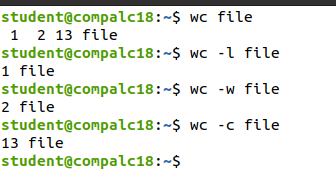 student@compalc18:~$ wc file
 1  2 13 file
student@compalc18:~$ wc -l file
1 file
student@compalc18:~$ wc -w file
2 file
student@compalc18:~$ wc -c file
13 file
student@compalc18:~$